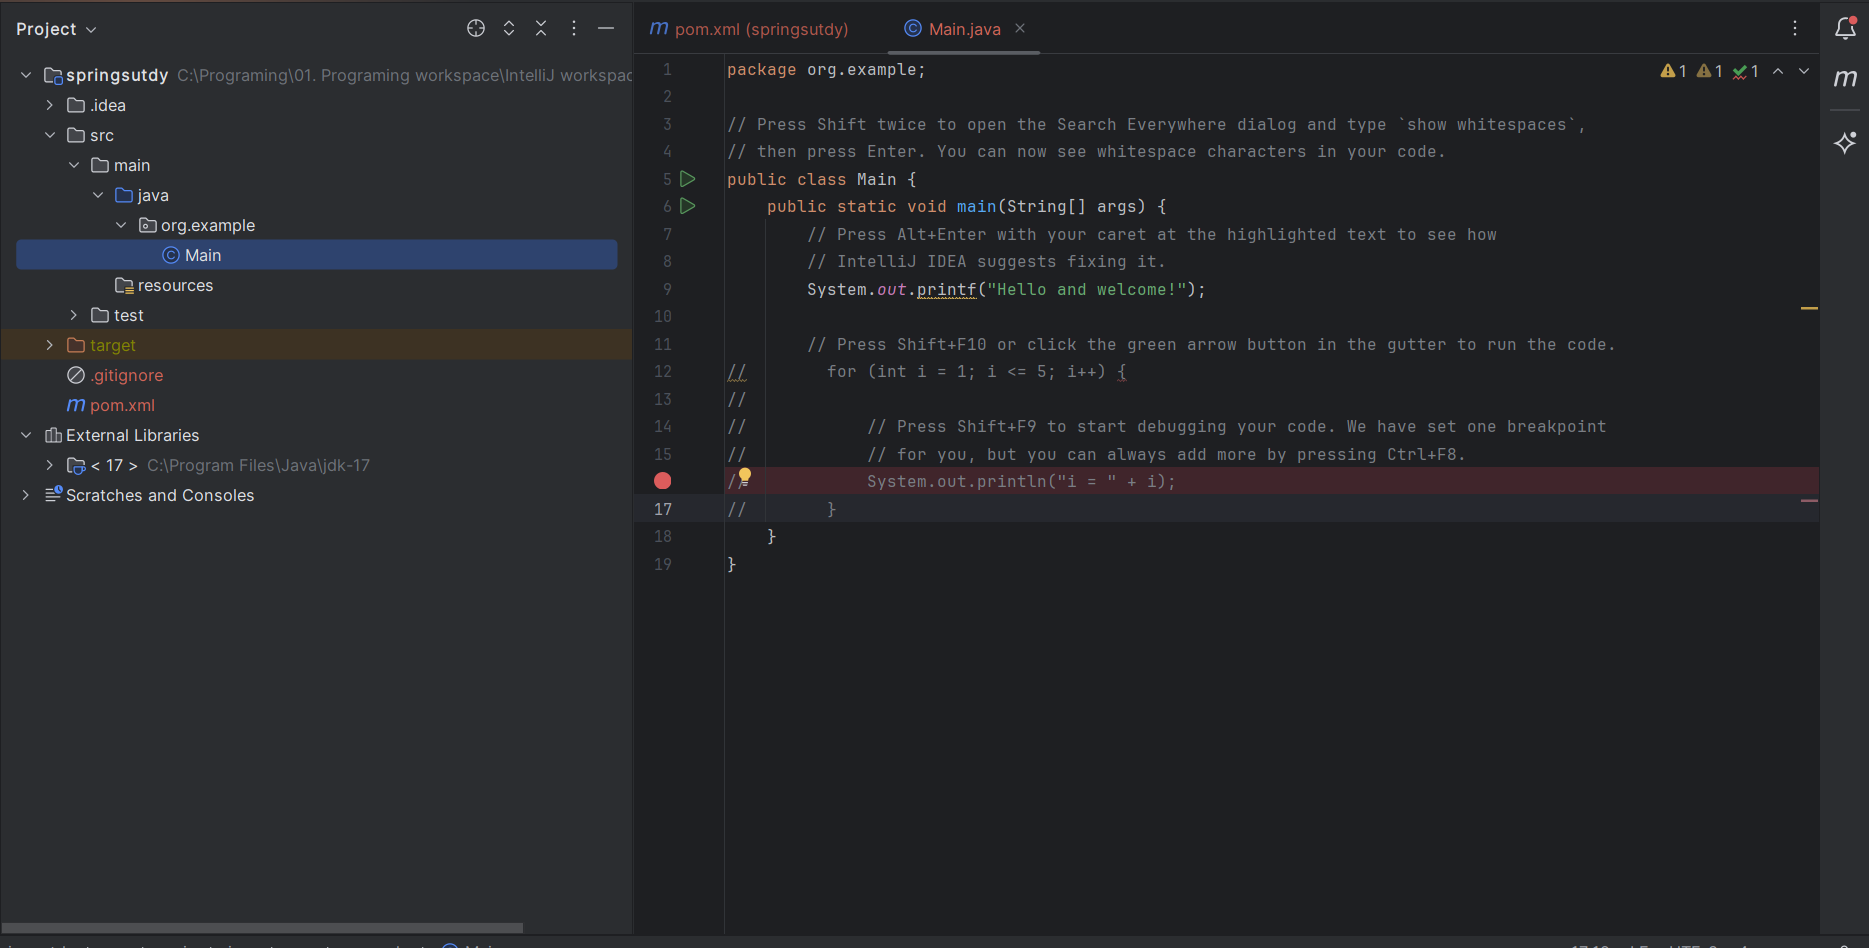 Project
springsutdy C:\Programing\01. Programing workspace\IntelliJ workspac
.idea
src
main
java
org.example
Main
resources
test
target
.gitignore
m pom.xml
External Libraries
< 17 > C:\Program Files\Java\jdk-17
Scratches and Consoles
m pom.xml (springsutdy)
C Main.java
1 1 1
m
1 package org.example;
2
3 // Press Shift twice to open the Search Everywhere dialog and type `show whitespaces`,
4 // then press Enter. You can now see whitespace characters in your code.
5 public class Main {
6 public static void main(String[] args) {
7 // Press Alt+Enter with your caret at the highlighted text to see how
8 // IntelliJ IDEA suggests fixing it.
9 System.out.printf("Hello and welcome!");
10
11 // Press Shift+F10 or click the green arrow button in the gutter to run the code.
12 // for (int i = 1; i <= 5; i++) {
13 //
14 // // Press Shift+F9 to start debugging your code. We have set one breakpoint
15 // // for you, but you can always add more by pressing Ctrl+F8.
// System.out.println("i = " + i);
17 // }
18 }
19 }